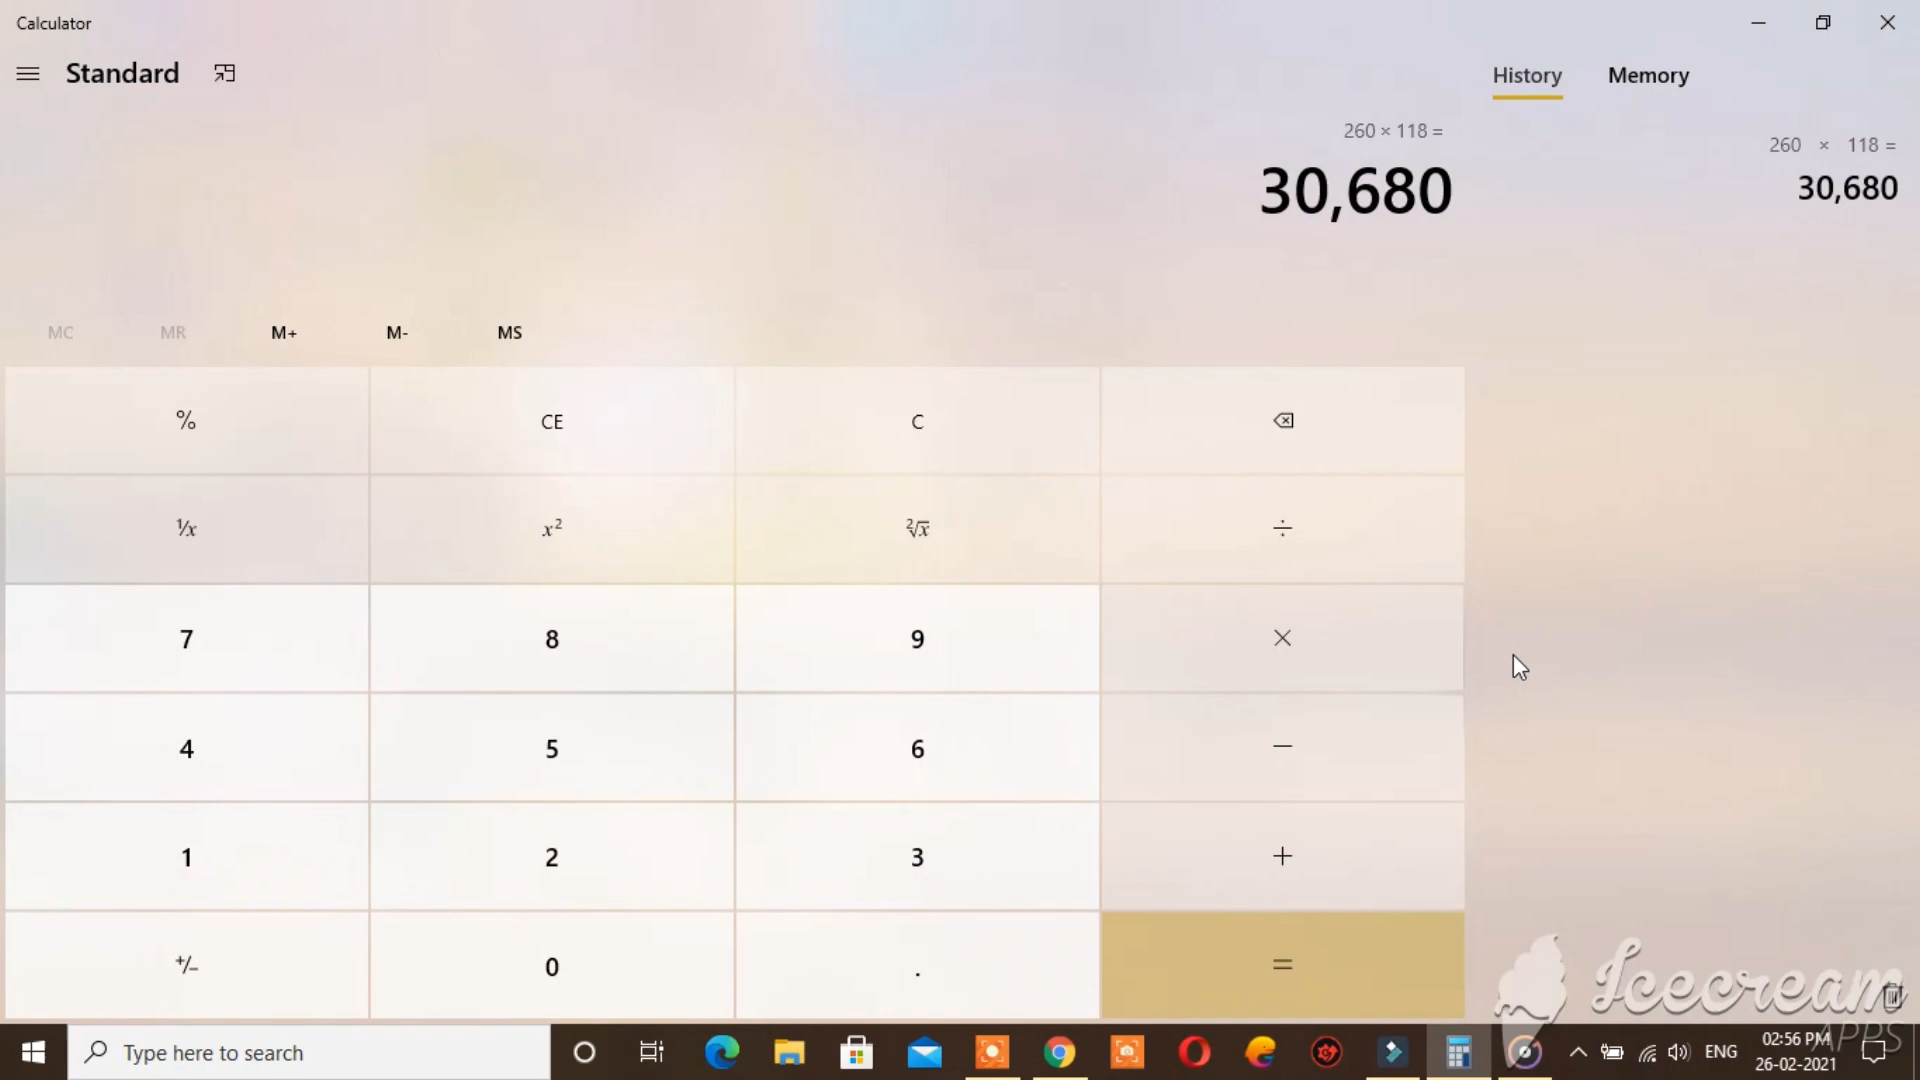 Calculator
Standard
History Memory
260 × 118 =
30,680
260 × 118 =
30,680
MC MR M+ M- MS
% CE C
⅟x x² ²√x ÷
7 8 9 ×
4 5 6 −
1 2 3 +
+/− 0 . =
Icecream
APPS
Type here to search
ENG
02:56 PM
26-02-2021